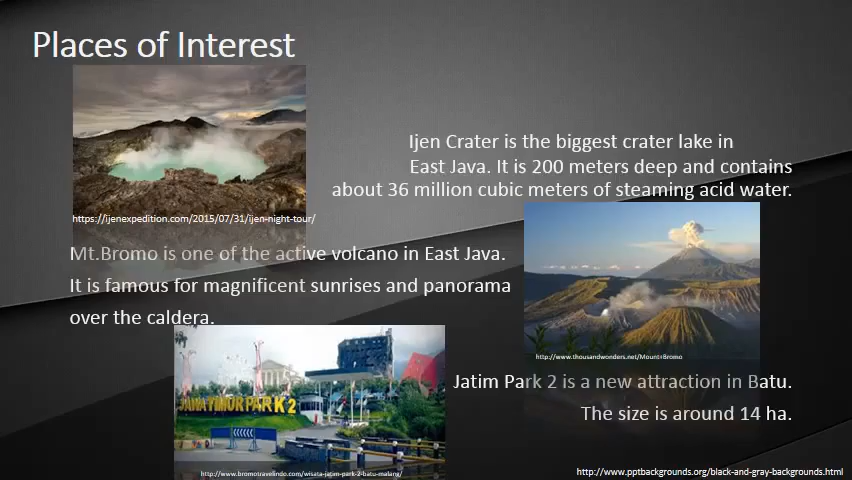 Places of Interest
Ijen Crater is the biggest crater lake in
East Java. It is 200 meters deep and contains
about 36 million cubic meters of steaming acid water.
https://ijenexpedition.com/2015/07/31/ijen-night-tour/
Mt.Bromo is one of the active volcano in East Java.
It is famous for magnificent sunrises and panorama
over the caldera.
http://www.thousandwonders.net/Mount+Bromo
Jatim Park 2 is a new attraction in Batu.
The size is around 14 ha.
JAWA TIMUR PARK 2
http://www.bromotravelindo.com/wisata-jatim-park-2-batu-malang/
http://www.pptbackgrounds.org/black-and-gray-backgrounds.html